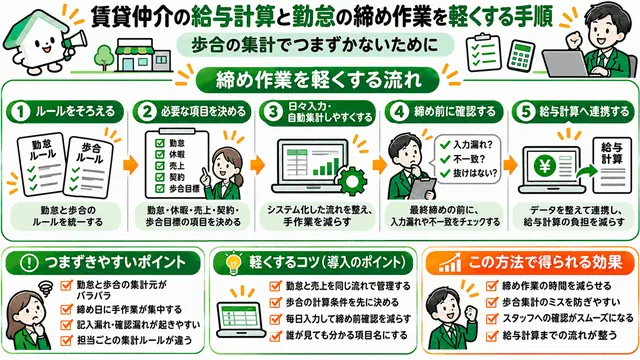 賃貸仲介の給与計算と勤怠の締め作業を軽くする手順
歩合の集計でつまずかないために
締め作業を軽くする流れ
1 ルールをそろえる
勤怠
ルール
歩合
ルール
勤怠と歩合の
ルールを統一する
2 必要な項目を決める
勤怠
休暇
売上
契約
歩合目標
勤怠・休暇・売上・契約・
歩合目標の項目を決める
3 日々入力・
自動集計しやすくする
システム化した流れを整え、
手作業を減らす
4 締め前に確認する
入力漏れ?
不一致?
抜けはない?
最終締めの前に、
入力漏れや不一致をチェックする
5 給与計算へ連携する
¥
給与
計算
データを整えて連携し、
給与計算の負担を減らす
つまずきやすいポイント
勤怠と歩合の集計元が
バラバラ
締め日に手作業が集中する
記入漏れ・確認漏れが起きやすい
担当ごとの集計ルールが違う
軽くするコツ(導入のポイント)
勤怠と売上を同じ流れで管理する
歩合の計算条件を先に決める
毎日入力して締め前確認を減らす
誰が見ても分かる項目名にする
この方法で得られる効果
締め作業の時間を減らせる
歩合集計のミスを防ぎやすい
スタッフへの確認がスムーズになる
給与計算までの流れが整う